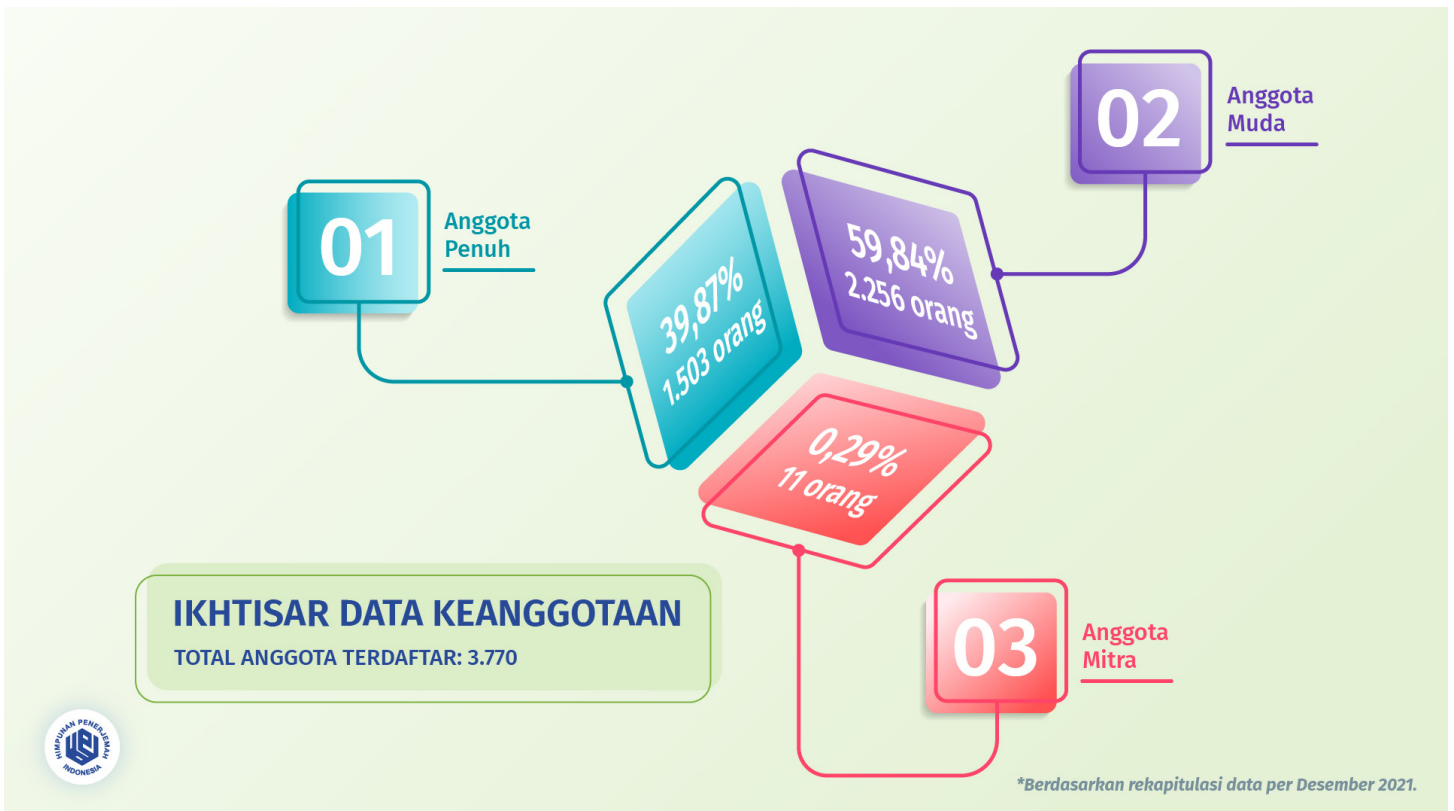 01
Anggota
Penuh
39,87%
1.503 orang
02
Anggota
Muda
59,84%
2.256 orang
0,29%
11 orang
03
Anggota
Mitra
IKHTISAR DATA KEANGGOTAAN
TOTAL ANGGOTA TERDAFTAR: 3.770
HIMPUNAN PENERJEMAH
INDONESIA
*Berdasarkan rekapitulasi data per Desember 2021.